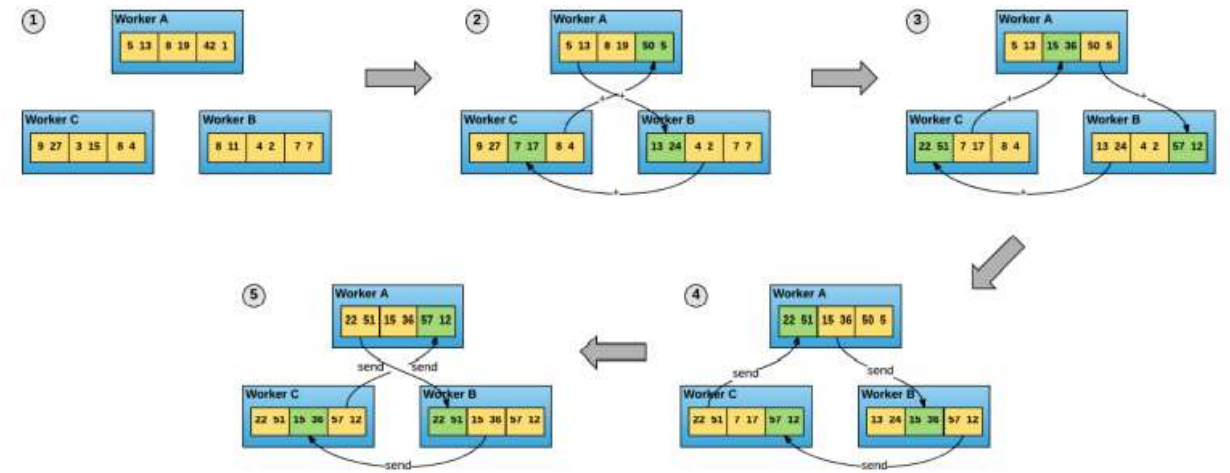 1
Worker A
5 13 8 19 42 1
Worker C
9 27 3 15 8 4
Worker B
8 11 4 2 7 7
2
Worker A
5 13 8 19 50 5
+ +
Worker C
9 27 7 17 8 4
Worker B
13 24 4 2 7 7
+
3
Worker A
5 13 15 36 50 5
+ +
Worker C
22 51 7 17 8 4
Worker B
13 24 4 2 57 12
+
5
Worker A
22 51 15 36 57 12
send send
Worker C
22 51 15 36 57 12
Worker B
22 51 15 36 57 12
send
4
Worker A
22 51 15 36 50 5
send send
Worker C
22 51 7 17 57 12
Worker B
13 24 15 36 57 12
send